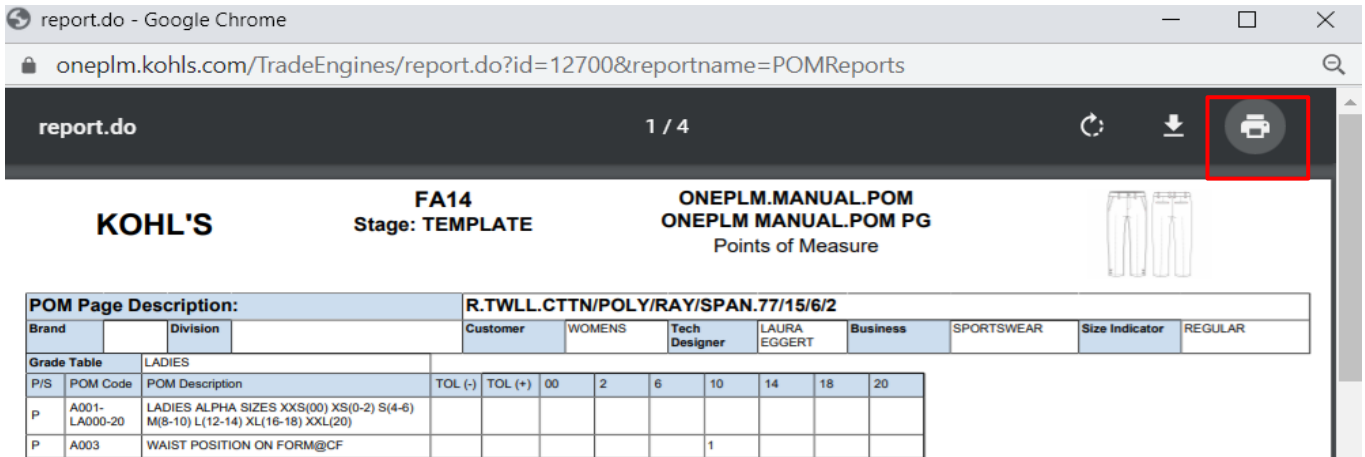 report.do - Google Chrome
oneplm.kohls.com/TradeEngines/report.do?id=12700&reportname=POMReports
report.do 1 / 4
KOHL'S
FA14
Stage: TEMPLATE
ONEPLM.MANUAL.POM
ONEPLM MANUAL.POM PG
Points of Measure
POM Page Description: R.TWLL.CTTN/POLY/RAY/SPAN.77/15/6/2
Brand Division Customer WOMENS Tech Designer LAURA EGGERT Business SPORTSWEAR Size Indicator REGULAR
Grade Table LADIES
P/S POM Code POM Description TOL (-) TOL (+) 00 2 6 10 14 18 20
P A001-LA000-20 LADIES ALPHA SIZES XXS(00) XS(0-2) S(4-6) M(8-10) L(12-14) XL(16-18) XXL(20)
P A003 WAIST POSITION ON FORM@CF 1